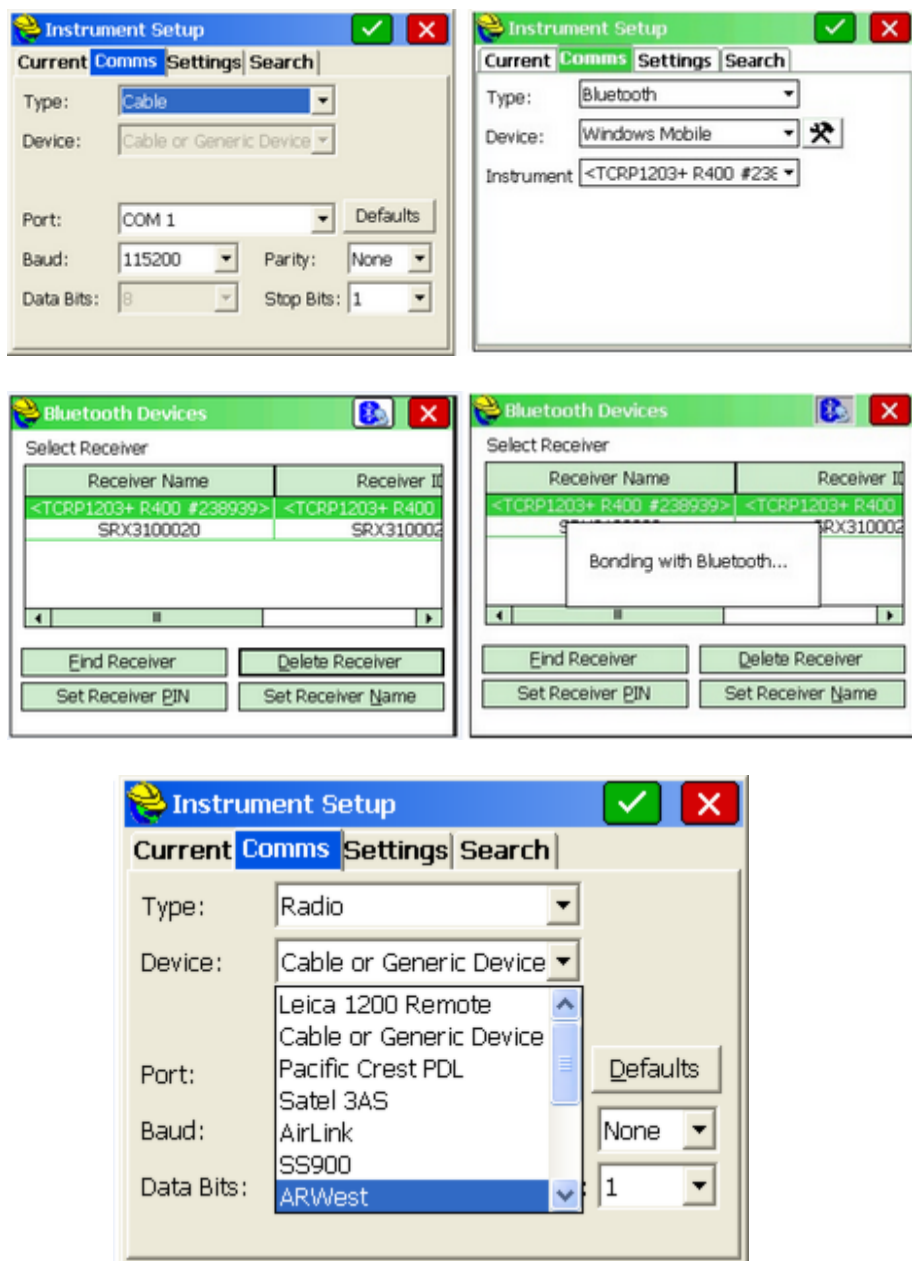 Instrument Setup
Current Comms Settings Search
Type: Cable
Device: Cable or Generic Device
Port: COM 1 Defaults
Baud: 115200 Parity: None
Data Bits: 8 Stop Bits: 1
Instrument Setup
Current Comms Settings Search
Type: Bluetooth
Device: Windows Mobile
Instrument <TCRP1203+ R400 #238
Bluetooth Devices
Select Receiver
Receiver Name Receiver ID
<TCRP1203+ R400 #238939> <TCRP1203+ R400
SRX3100020 SRX310002
Find Receiver Delete Receiver
Set Receiver PIN Set Receiver Name
Bluetooth Devices
Select Receiver
Receiver Name Receiver ID
<TCRP1203+ R400 #238939> <TCRP1203+ R400
SRX310002
Bonding with Bluetooth...
Find Receiver Delete Receiver
Set Receiver PIN Set Receiver Name
Instrument Setup
Current Comms Settings Search
Type: Radio
Device: Cable or Generic Device
Leica 1200 Remote
Cable or Generic Device
Port: Pacific Crest PDL Defaults
Satel 3AS
Baud: AirLink None
SS900
Data Bits: ARWest : 1